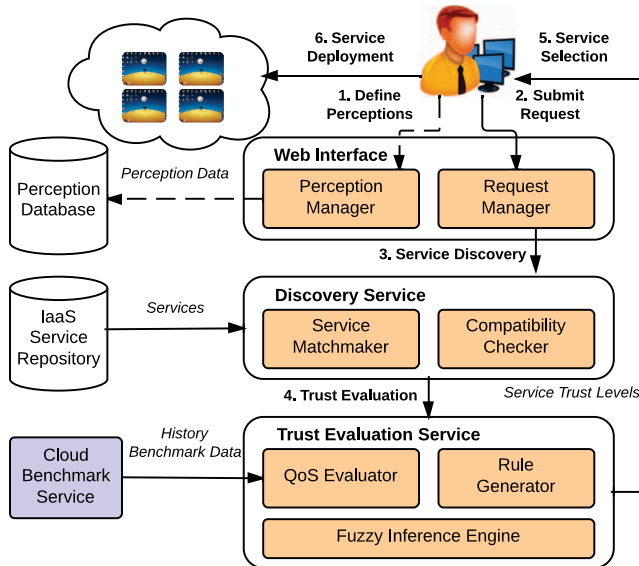 6. Service
Deployment
5. Service
Selection
1. Define
Perceptions
2. Submit
Request
Web Interface
Perception
Database
Perception Data
Perception
Manager
Request
Manager
3. Service Discovery
Discovery Service
IaaS
Service
Repository
Services
Service
Matchmaker
Compatibility
Checker
4. Trust Evaluation
Service Trust Levels
Trust Evaluation Service
Cloud
Benchmark
Service
History
Benchmark Data
QoS Evaluator
Rule
Generator
Fuzzy Inference Engine